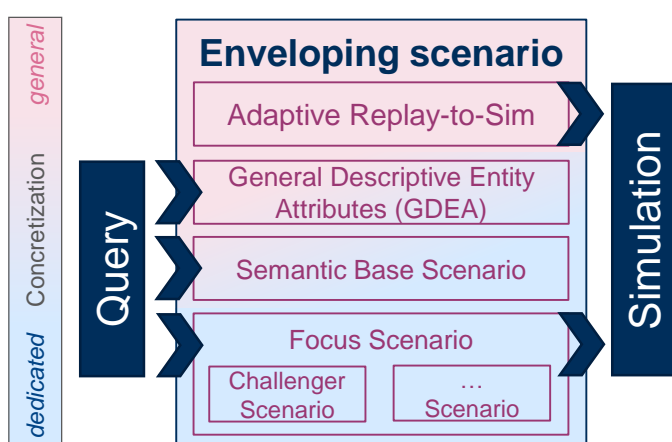 general
Concretization
dedicated
Query
Enveloping scenario
Adaptive Replay-to-Sim
General Descriptive Entity
Attributes (GDEA)
Semantic Base Scenario
Focus Scenario
Challenger
Scenario
...
Scenario
Simulation